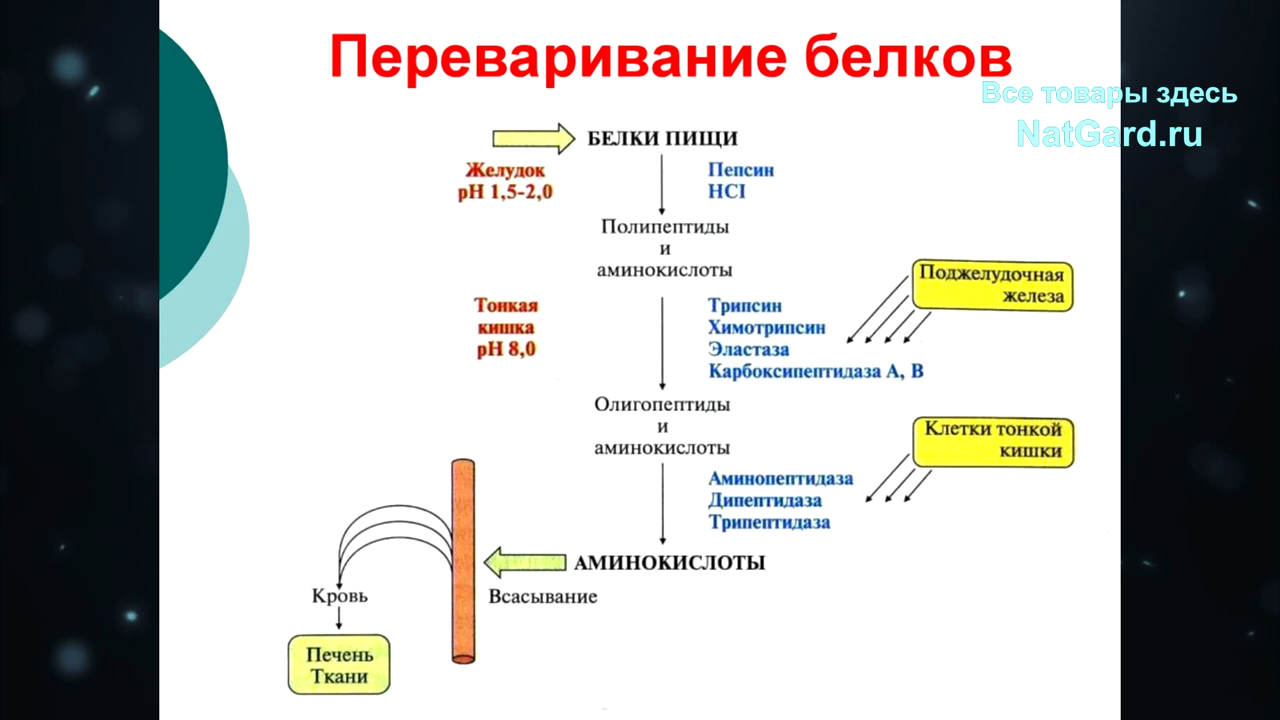 Переваривание белков
Все товары здесь
NatGard.ru
БЕЛКИ ПИЩИ
Желудок
pH 1,5-2,0
Пепсин
HCI
Полипептиды
и
аминокислоты
Поджелудочная
железа
Тонкая
кишка
pH 8,0
Трипсин
Химотрипсин
Эластаза
Карбоксипептидаза А, В
Олигопептиды
и
аминокислоты
Клетки тонкой
кишки
Аминопептидаза
Дипептидаза
Трипептидаза
АМИНОКИСЛОТЫ
Всасывание
Кровь
Печень
Ткани